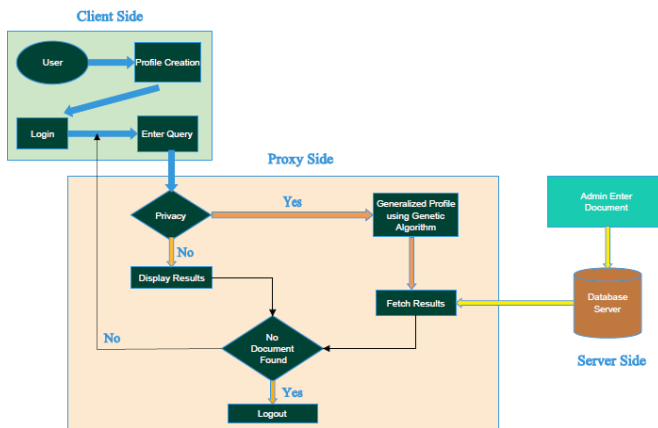 Client Side
User
Profile Creation
Login
Enter Query
Proxy Side
Privacy
Yes
Generalized Profile
using Genetic
Algorithm
Admin Enter
Document
No
Display Results
Fetch Results
Database
Server
No
No
Document
Found
Server Side
Yes
Logout